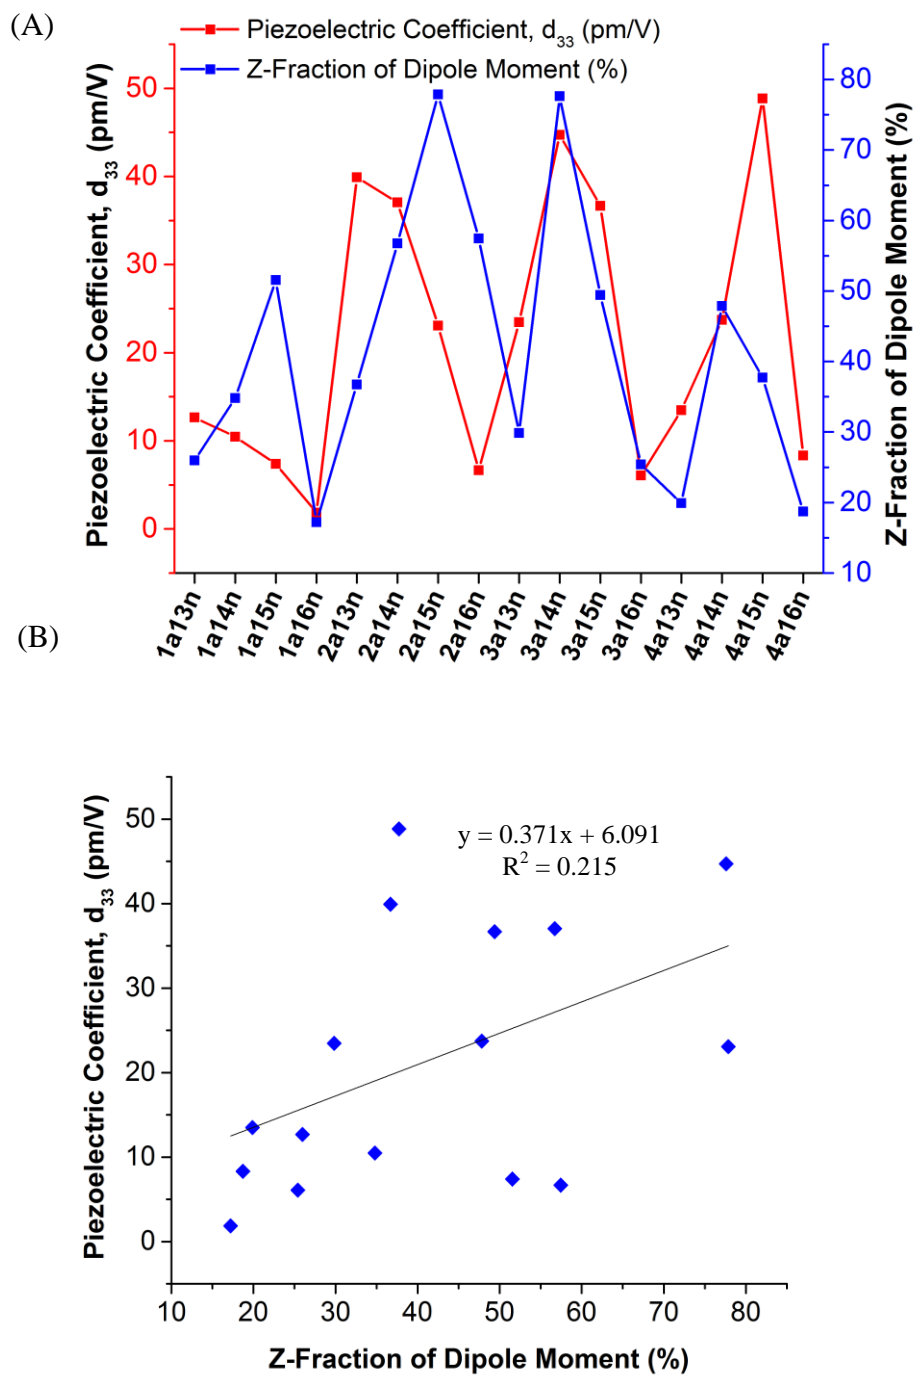 (A)
Piezoelectric Coefficient, d33 (pm/V)
Z-Fraction of Dipole Moment (%)
Piezoelectric Coefficient, d33 (pm/V)
50
40
30
20
10
0
80
70
60
50
40
30
20
10
Z-Fraction of Dipole Moment (%)
1a13n
1a14n
1a15n
1a16n
2a13n
2a14n
2a15n
2a16n
3a13n
3a14n
3a15n
3a16n
4a13n
4a14n
4a15n
4a16n
(B)
Piezoelectric Coefficient, d33 (pm/V)
50
40
30
20
10
0
y = 0.371x + 6.091
R2 = 0.215
10 20 30 40 50 60 70 80
Z-Fraction of Dipole Moment (%)